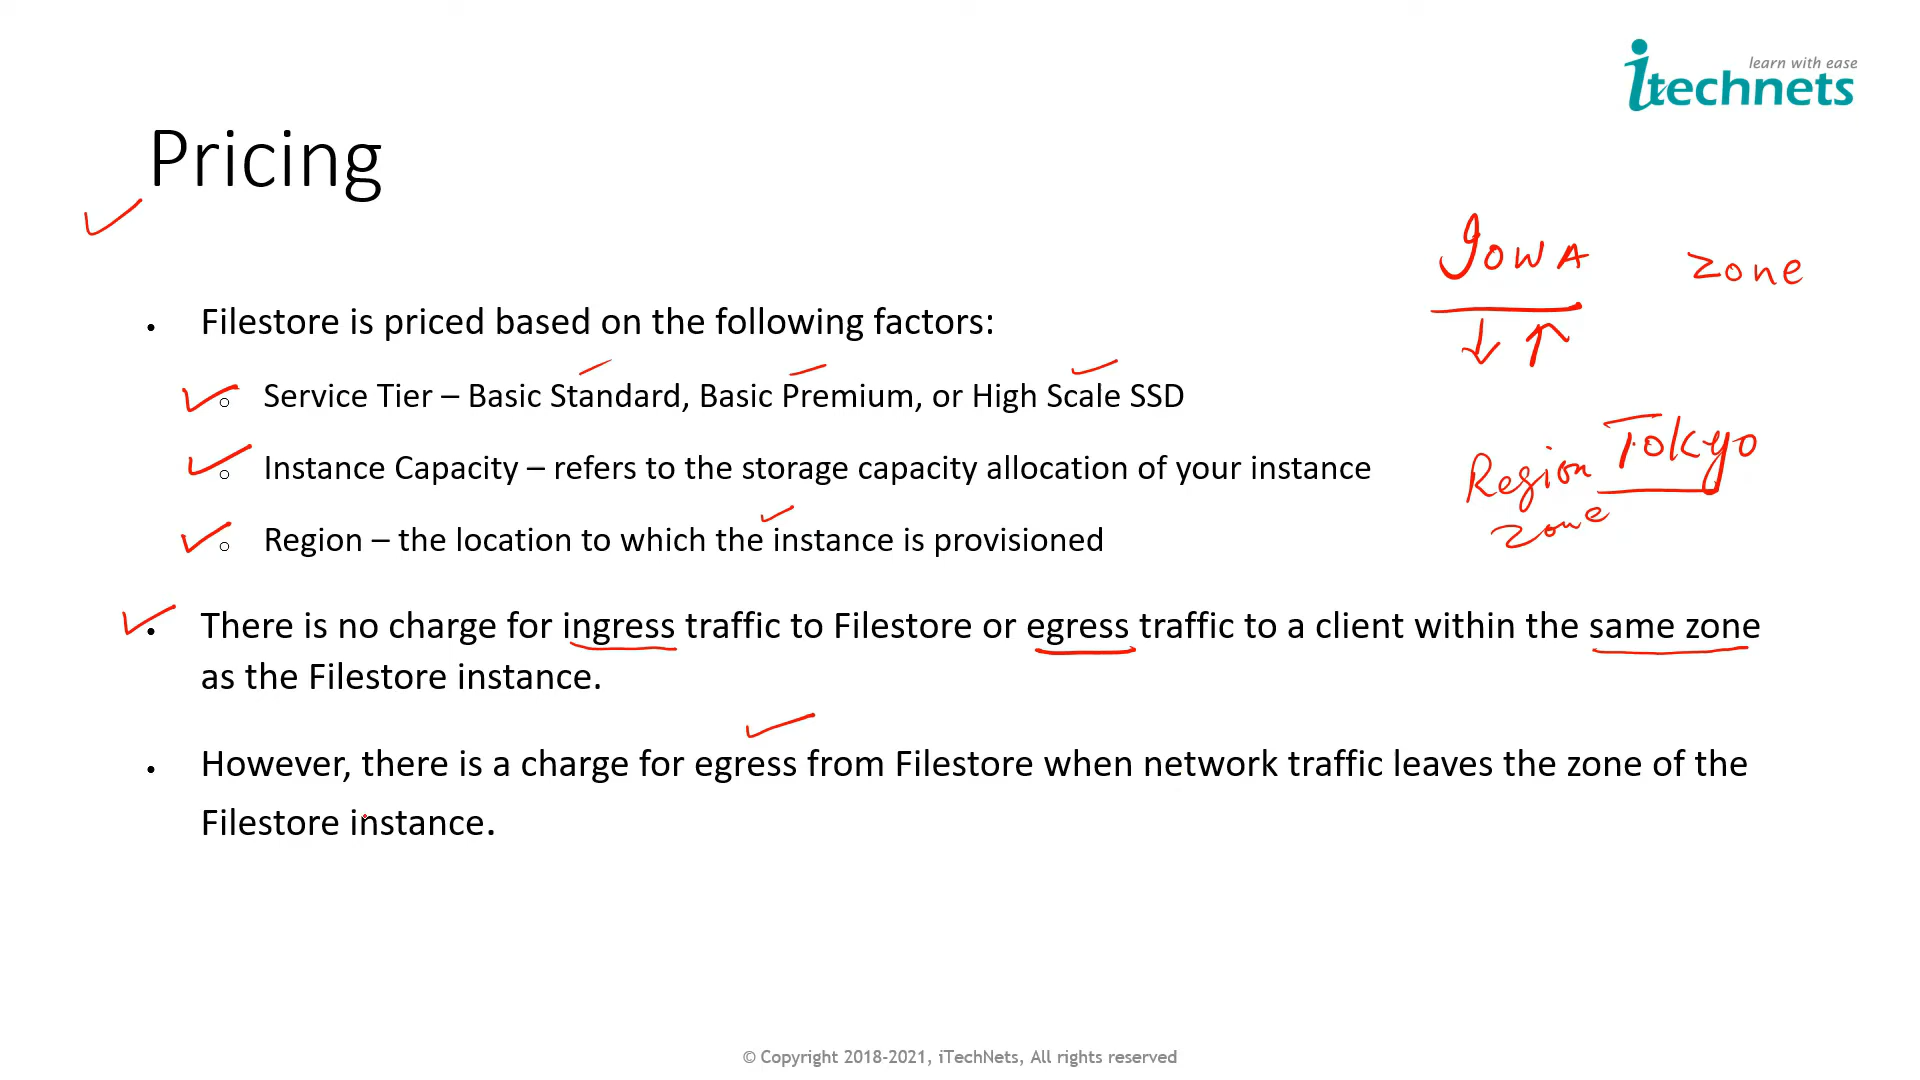 learn with ease
itechnets
Pricing
IOWA
zone
• Filestore is priced based on the following factors:
○ Service Tier – Basic Standard, Basic Premium, or High Scale SSD
Tokyo
○ Instance Capacity – refers to the storage capacity allocation of your instance
Region
zone
○ Region – the location to which the instance is provisioned
• There is no charge for ingress traffic to Filestore or egress traffic to a client within the same zone
as the Filestore instance.
• However, there is a charge for egress from Filestore when network traffic leaves the zone of the
Filestore instance.
© Copyright 2018-2021, iTechNets, All rights reserved